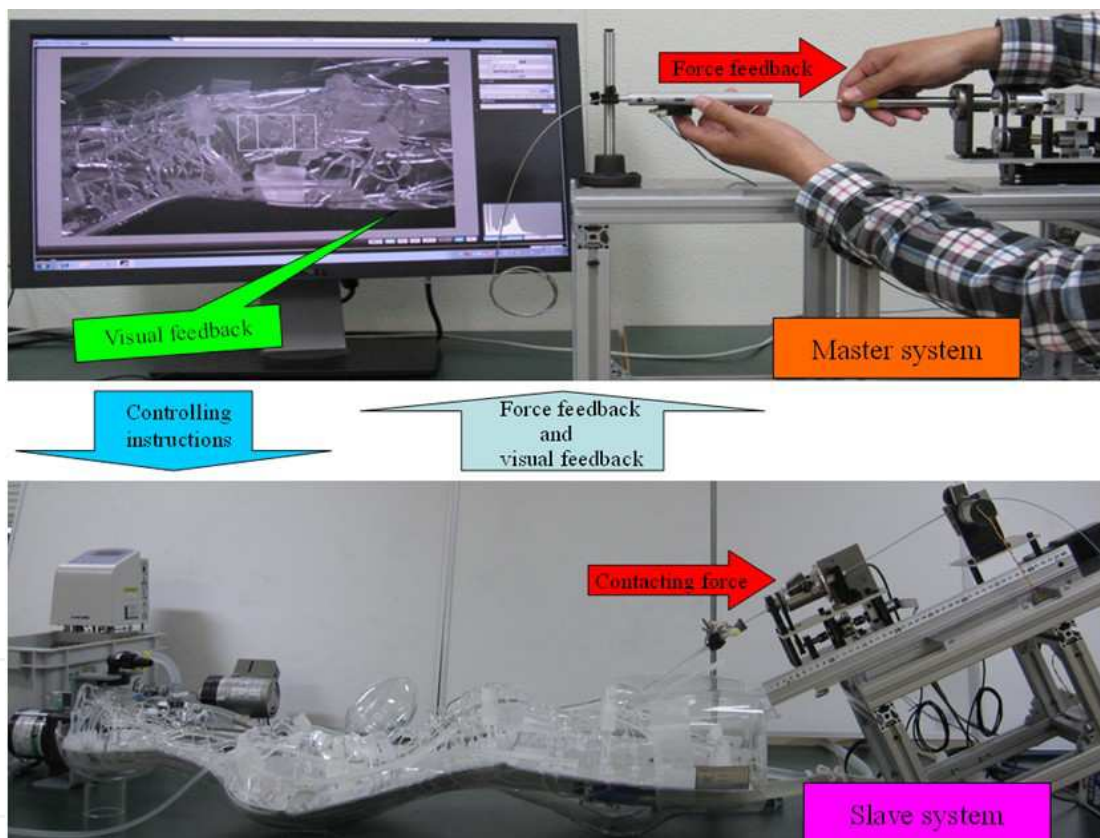 Force feedback
Visual feedback
Master system
Controlling
instructions
Force feedback
and
visual feedback
Contacting force
Slave system